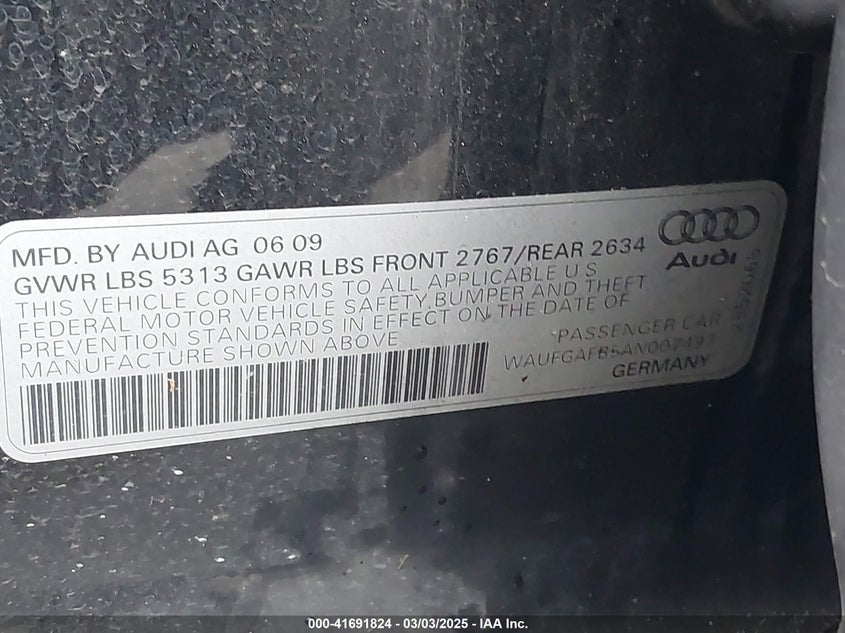 MFD. BY AUDI AG 06 09
GVWR LBS 5313 GAWR LBS FRONT 2767/REAR 2634
THIS VEHICLE CONFORMS TO ALL APPLICABLE U S
FEDERAL MOTOR VEHICLE SAFETY, BUMPER AND THEFT
PREVENTION STANDARDS IN EFFECT ON THE DATE OF
MANUFACTURE SHOWN ABOVE
PASSENGER CAR
WAUFGAFB5AN007497
GERMANY
Audi
000-41691824 / 03/03/2025 - IAA Inc.